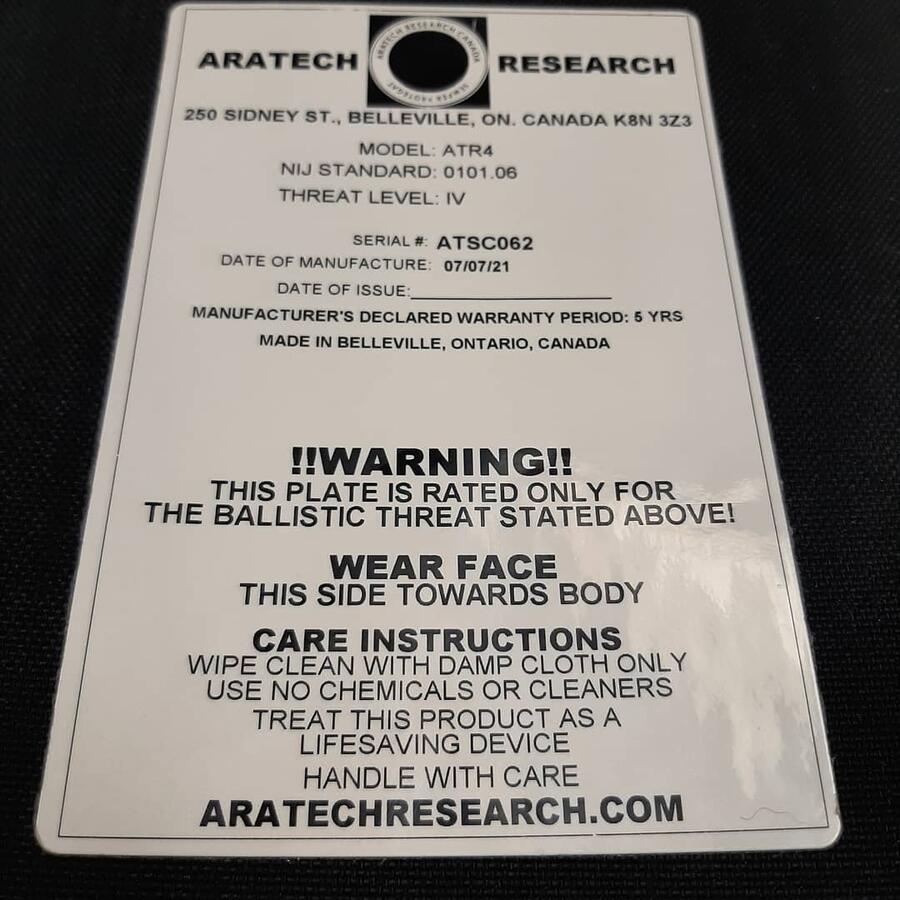 ARATECH RESEARCH
ARATECH RESEARCH CANADA
SEMPER PROTEGAT
250 SIDNEY ST., BELLEVILLE, ON. CANADA K8N 3Z3
MODEL: ATR4
NIJ STANDARD: 0101.06
THREAT LEVEL: IV
SERIAL #: ATSC062
DATE OF MANUFACTURE: 07/07/21
DATE OF ISSUE:
MANUFACTURER'S DECLARED WARRANTY PERIOD: 5 YRS
MADE IN BELLEVILLE, ONTARIO, CANADA
!!WARNING!!
THIS PLATE IS RATED ONLY FOR
THE BALLISTIC THREAT STATED ABOVE!
WEAR FACE
THIS SIDE TOWARDS BODY
CARE INSTRUCTIONS
WIPE CLEAN WITH DAMP CLOTH ONLY
USE NO CHEMICALS OR CLEANERS
TREAT THIS PRODUCT AS A
LIFESAVING DEVICE
HANDLE WITH CARE
ARATECHRESEARCH.COM